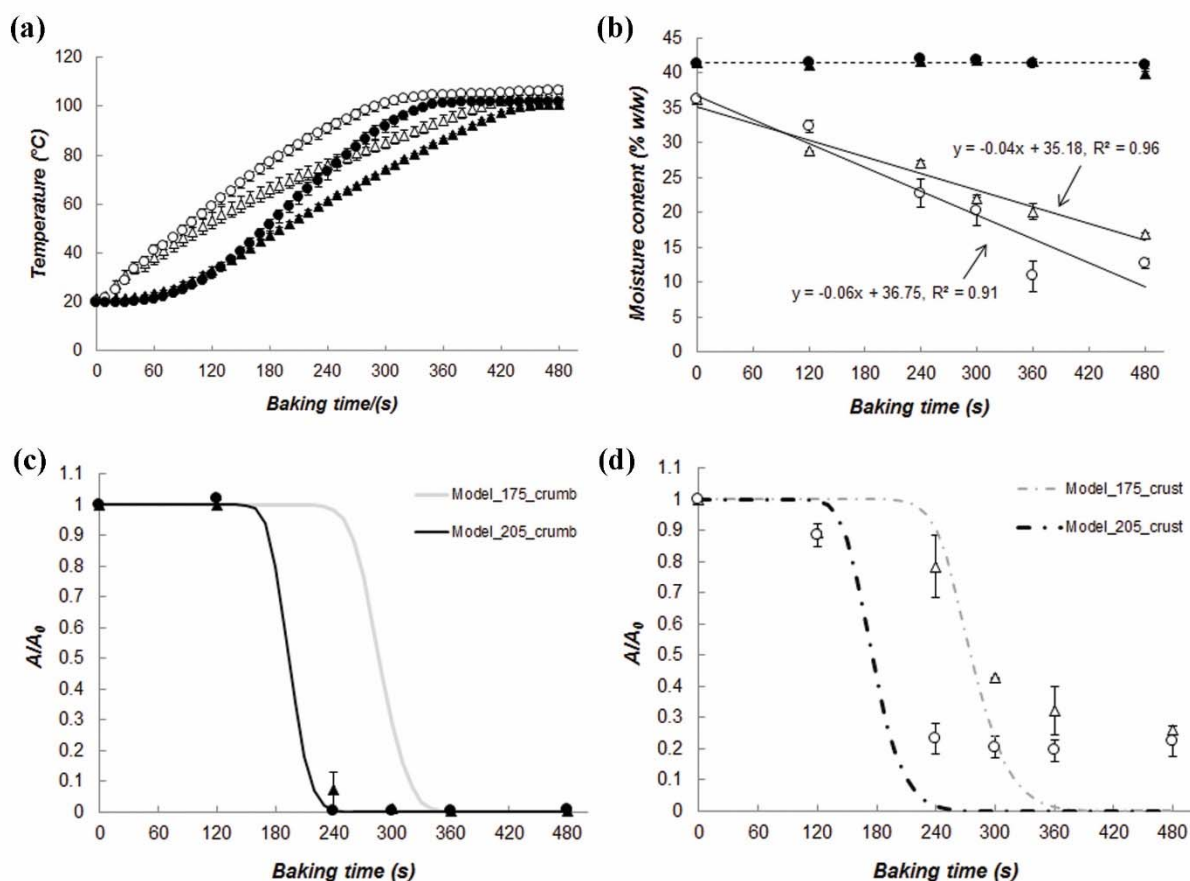 (a)
120
100
80
60
40
20
0
Temperature (°C)
0 60 120 180 240 300 360 420 480
Baking time/(s)
(b)
45
40
35
30
25
20
15
10
5
0
Moisture content (% w/w)
y = -0.04x + 35.18, R² = 0.96
y = -0.06x + 36.75, R² = 0.91
0 60 120 180 240 300 360 420 480
Baking time (s)
(c)
1.1
1
0.9
0.8
0.7
0.6
0.5
0.4
0.3
0.2
0.1
0
A/A₀
Model_175_crumb
Model_205_crumb
0 60 120 180 240 300 360 420 480
Baking time (s)
(d)
1.1
1
0.9
0.8
0.7
0.6
0.5
0.4
0.3
0.2
0.1
0
A/A₀
Model_175_crust
Model_205_crust
0 60 120 180 240 300 360 420 480
Baking time (s)